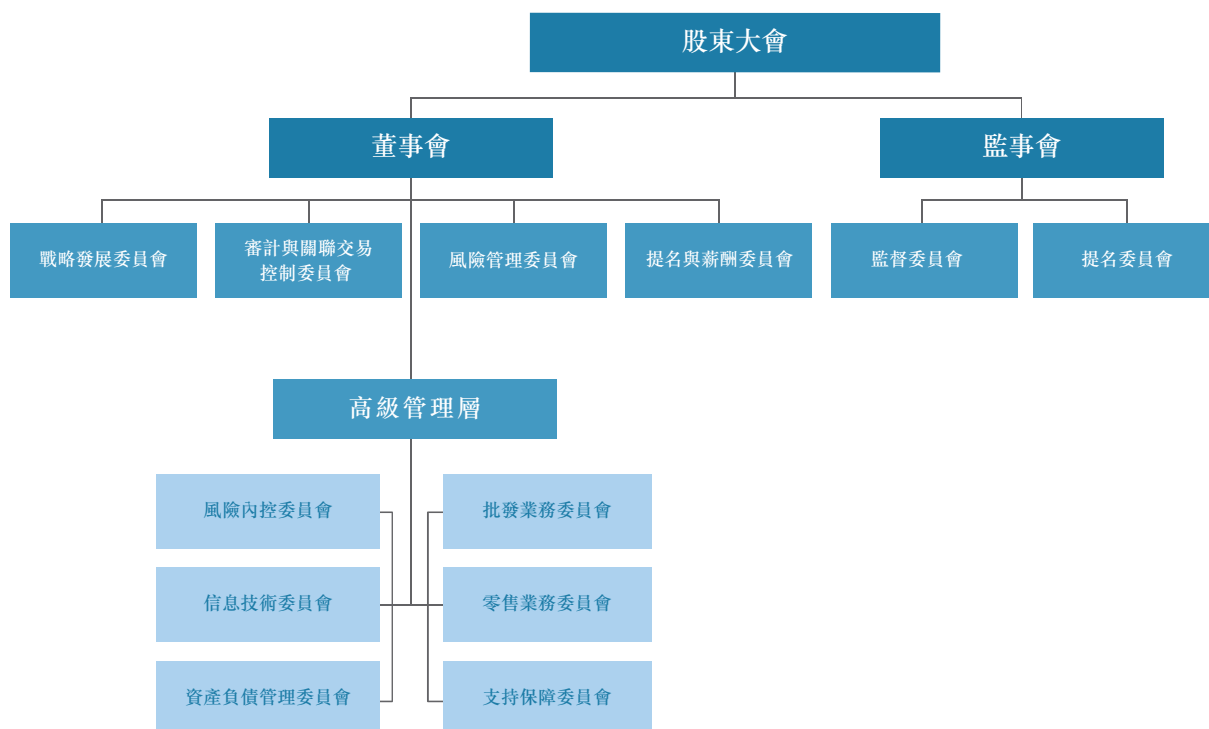 股東大會
董事會
監事會
戰略發展委員會
審計與關聯交易
控制委員會
風險管理委員會
提名與薪酬委員會
監督委員會
提名委員會
高級管理層
風險內控委員會
批發業務委員會
信息技術委員會
零售業務委員會
資產負債管理委員會
支持保障委員會